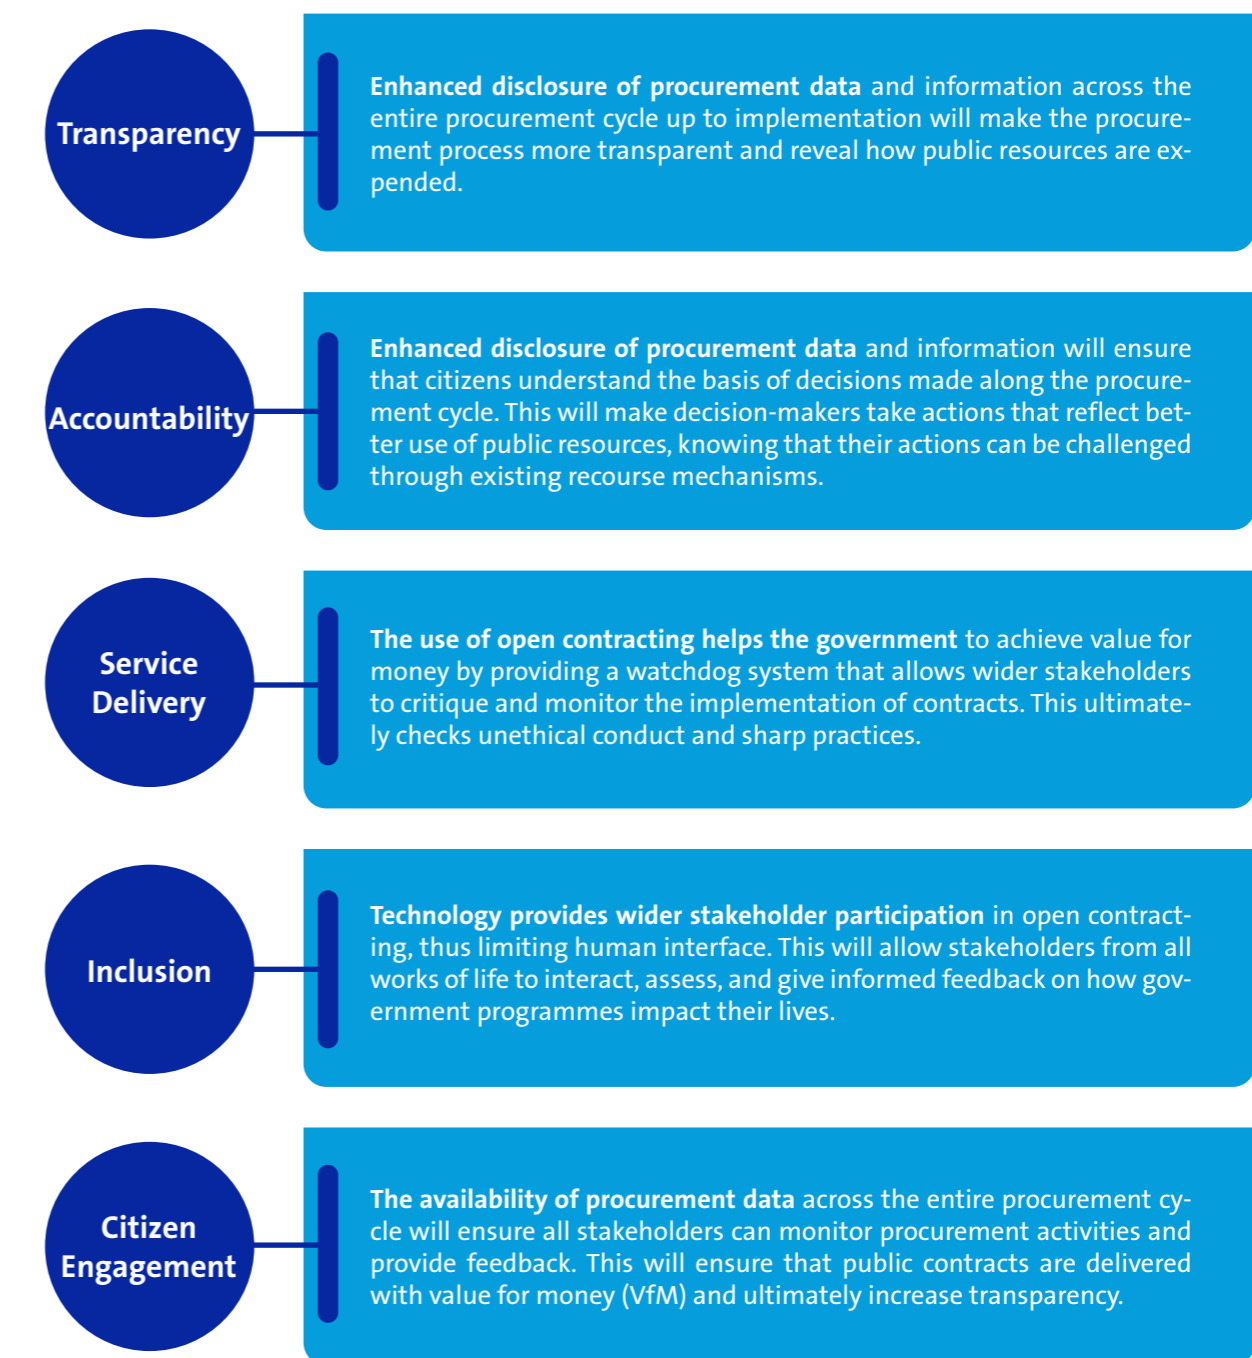 Transparency
Enhanced disclosure of procurement data and information across the
entire procurement cycle up to implementation will make the procure-
ment process more transparent and reveal how public resources are ex-
pended.
Accountability
Enhanced disclosure of procurement data and information will ensure
that citizens understand the basis of decisions made along the procure-
ment cycle. This will make decision-makers take actions that reflect bet-
ter use of public resources, knowing that their actions can be challenged
through existing recourse mechanisms.
Service
Delivery
The use of open contracting helps the government to achieve value for
money by providing a watchdog system that allows wider stakeholders
to critique and monitor the implementation of contracts. This ultimate-
ly checks unethical conduct and sharp practices.
Inclusion
Technology provides wider stakeholder participation in open contract-
ing, thus limiting human interface. This will allow stakeholders from all
works of life to interact, assess, and give informed feedback on how gov-
ernment programmes impact their lives.
Citizen
Engagement
The availability of procurement data across the entire procurement cy-
cle will ensure all stakeholders can monitor procurement activities and
provide feedback. This will ensure that public contracts are delivered
with value for money (VfM) and ultimately increase transparency.